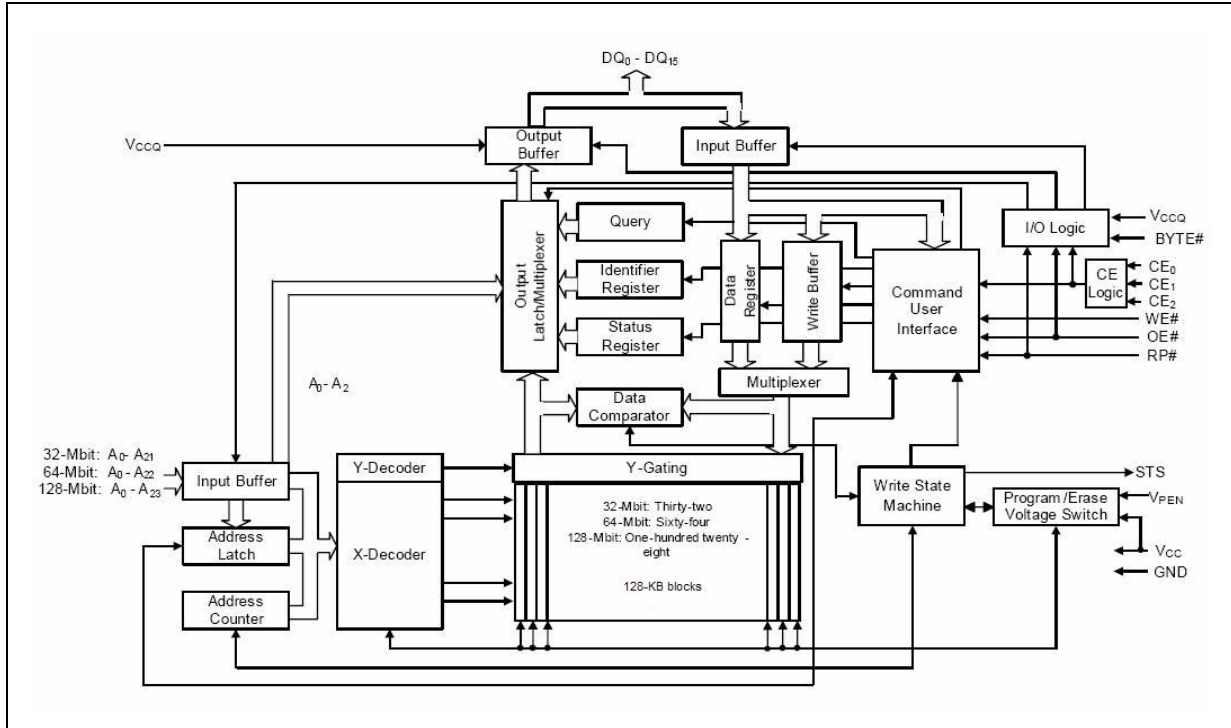 DQ0 - DQ15
VCCQ
Output
Buffer
Input Buffer
Output
Latch/Multiplexer
Query
Identifier
Register
Status
Register
Data
Register
Write Buffer
Command
User
Interface
I/O Logic
VCCQ
BYTE#
CE
Logic
CE0
CE1
CE2
WE#
OE#
RP#
A0- A2
Multiplexer
Data
Comparator
32-Mbit: A0- A21
64-Mbit: A0 - A22
128-Mbit: A0 - A23
Input Buffer
Address
Latch
Address
Counter
Y-Decoder
X-Decoder
Y-Gating
32-Mbit: Thirty-two
64-Mbit: Sixty-four
128-Mbit: One-hundred twenty -
eight
128-KB blocks
Write State
Machine
STS
Program /Erase
Voltage Switch
VPEN
VCC
GND